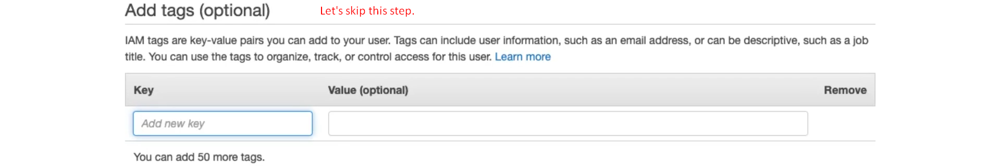 Add tags (optional) Let's skip this step.
IAM tags are key-value pairs you can add to your user. Tags can include user information, such as an email address, or can be descriptive, such as a job
title. You can use the tags to organize, track, or control access for this user. Learn more
Key Value (optional) Remove
Add new key
You can add 50 more tags.